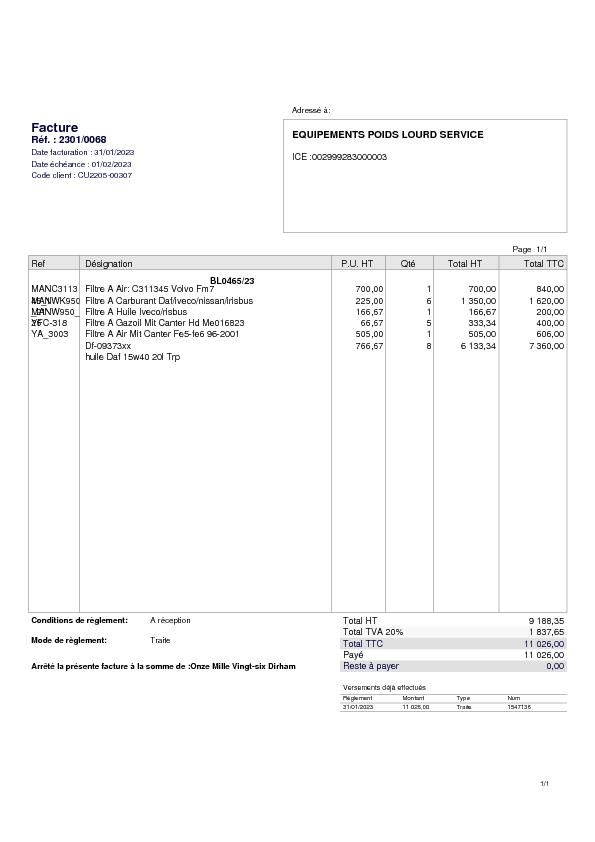 Adressé à:
Facture
Réf. : 2301/0068
Date facturation : 31/01/2023
Date échéance : 01/02/2023
Code client : CU2205-00307
EQUIPEMENTS POIDS LOURD SERVICE
ICE :002999283000003
Page 1/1
Ref Désignation P.U. HT Qté Total HT Total TTC
BL0465/23
MANC3113 Filtre A Air: C311345 Volvo Fm7 700,00 1 700,00 840,00
MANWK950 Filtre A Carburant Daf/iveco/nissan/irisbus 225,00 6 1 350,00 1 620,00
MANW950_ Filtre A Huile Iveco/risbus 166,67 1 166,67 200,00
YFC-318 Filtre A Gazoil Mit Canter Hd Me016823 66,67 5 333,34 400,00
YA_3003 Filtre A Air Mit Canter Fe5-fe6 96-2001 505,00 1 505,00 606,00
Df-09373xx 766,67 8 6 133,34 7 360,00
huile Daf 15w40 20l Trp
Conditions de règlement: A réception
Mode de règlement: Traite
Arrêté la présente facture à la somme de :Onze Mille Vingt-six Dirham
Total HT 9 188,35
Total TVA 20% 1 837,65
Total TTC 11 026,00
Payé 11 026,00
Reste à payer 0,00
Versements déjà effectués
Règlement Montant Type Num
31/01/2023 11 026,00 Traite 1547136
1/1